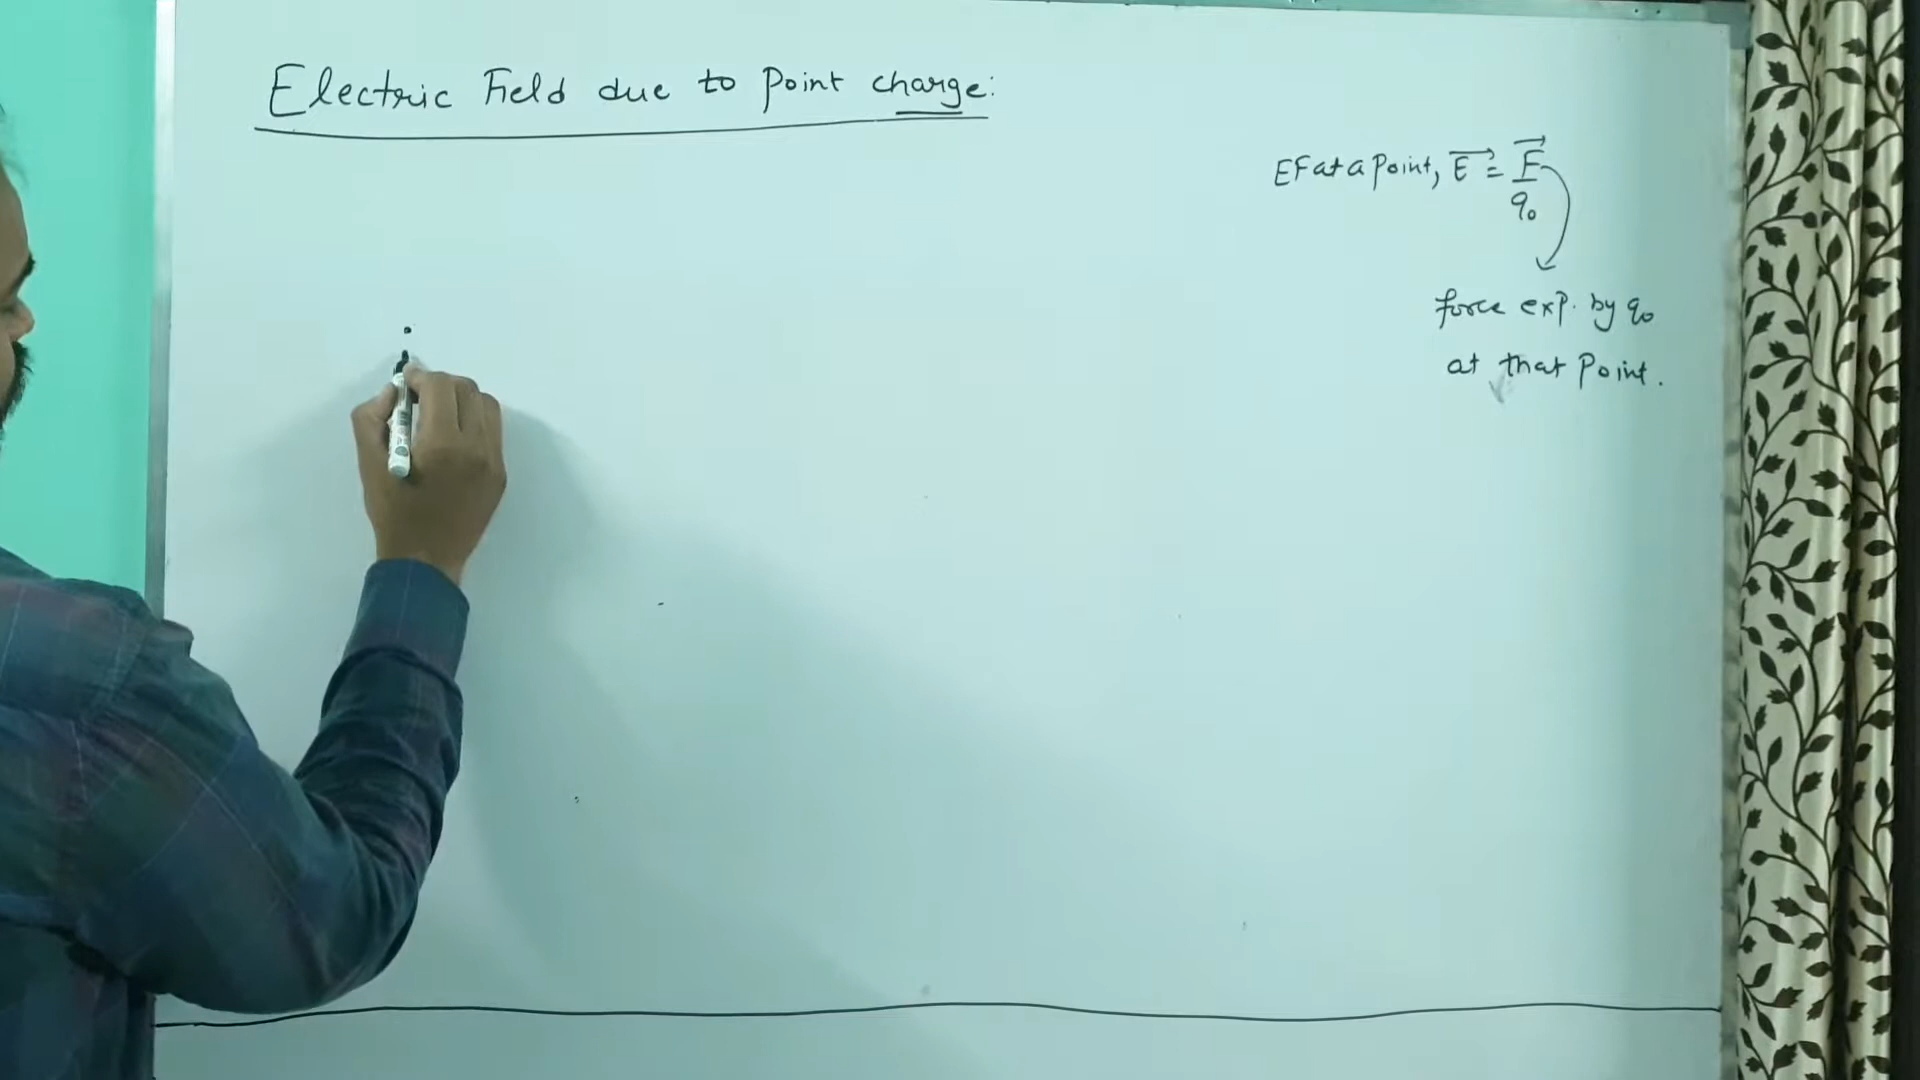 Electric Field due to Point charge:
EF at a Point, E⃗ = F⃗/q₀
force exp. by q₀
at that Point.